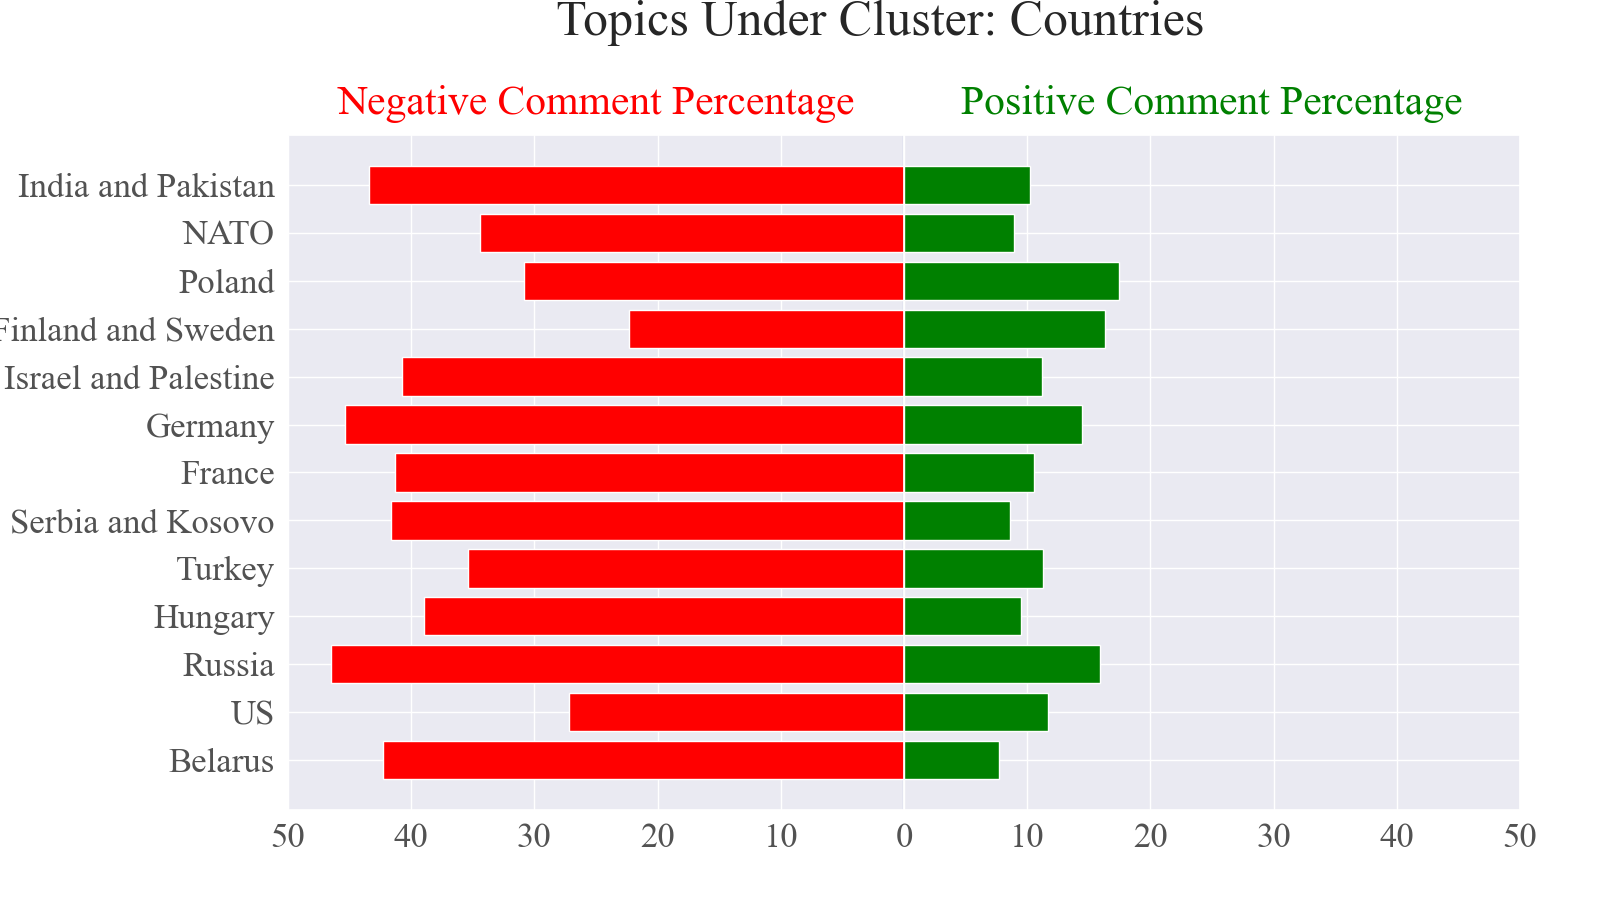 Topics Under Cluster: Countries
Negative Comment Percentage Positive Comment Percentage
India and Pakistan
NATO
Poland
Finland and Sweden
Israel and Palestine
Germany
France
Serbia and Kosovo
Turkey
Hungary
Russia
US
Belarus
50 40 30 20 10 0 10 20 30 40 50